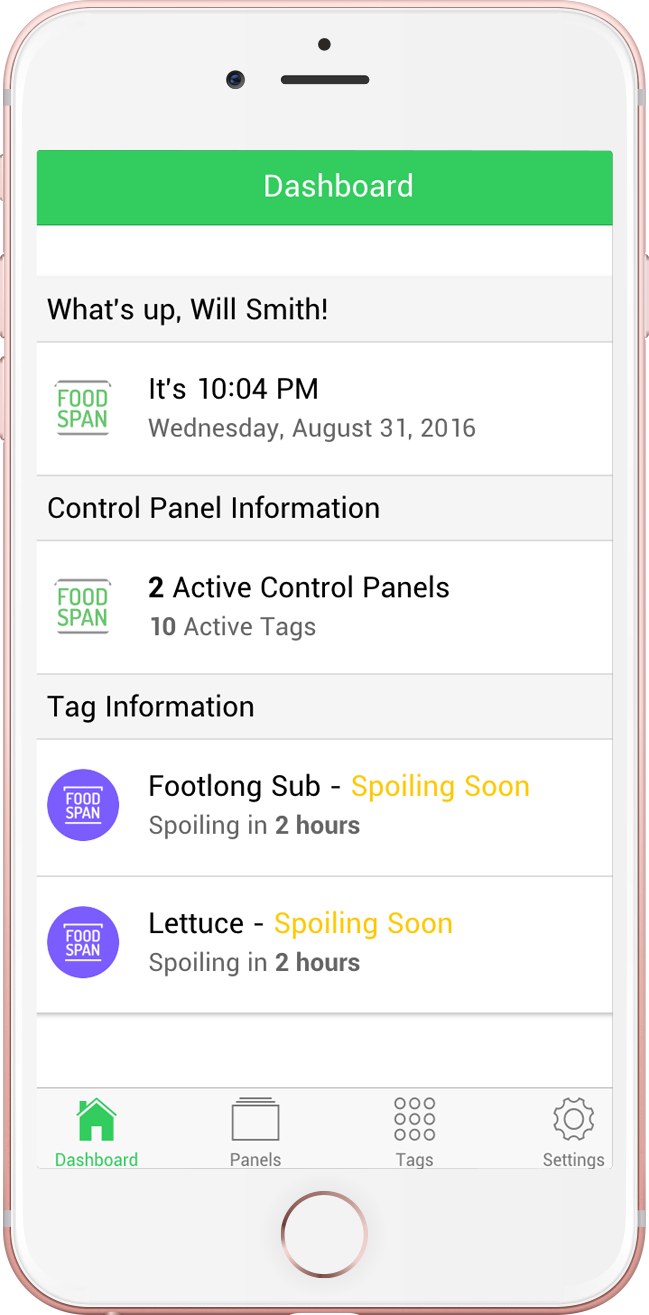 Dashboard
What's up, Will Smith!
FOOD
SPAN
It's 10:04 PM
Wednesday, August 31, 2016
Control Panel Information
FOOD
SPAN
2 Active Control Panels
10 Active Tags
Tag Information
FOOD
SPAN
Footlong Sub - Spoiling Soon
Spoiling in 2 hours
FOOD
SPAN
Lettuce - Spoiling Soon
Spoiling in 2 hours
Dashboard
Panels
Tags
Settings